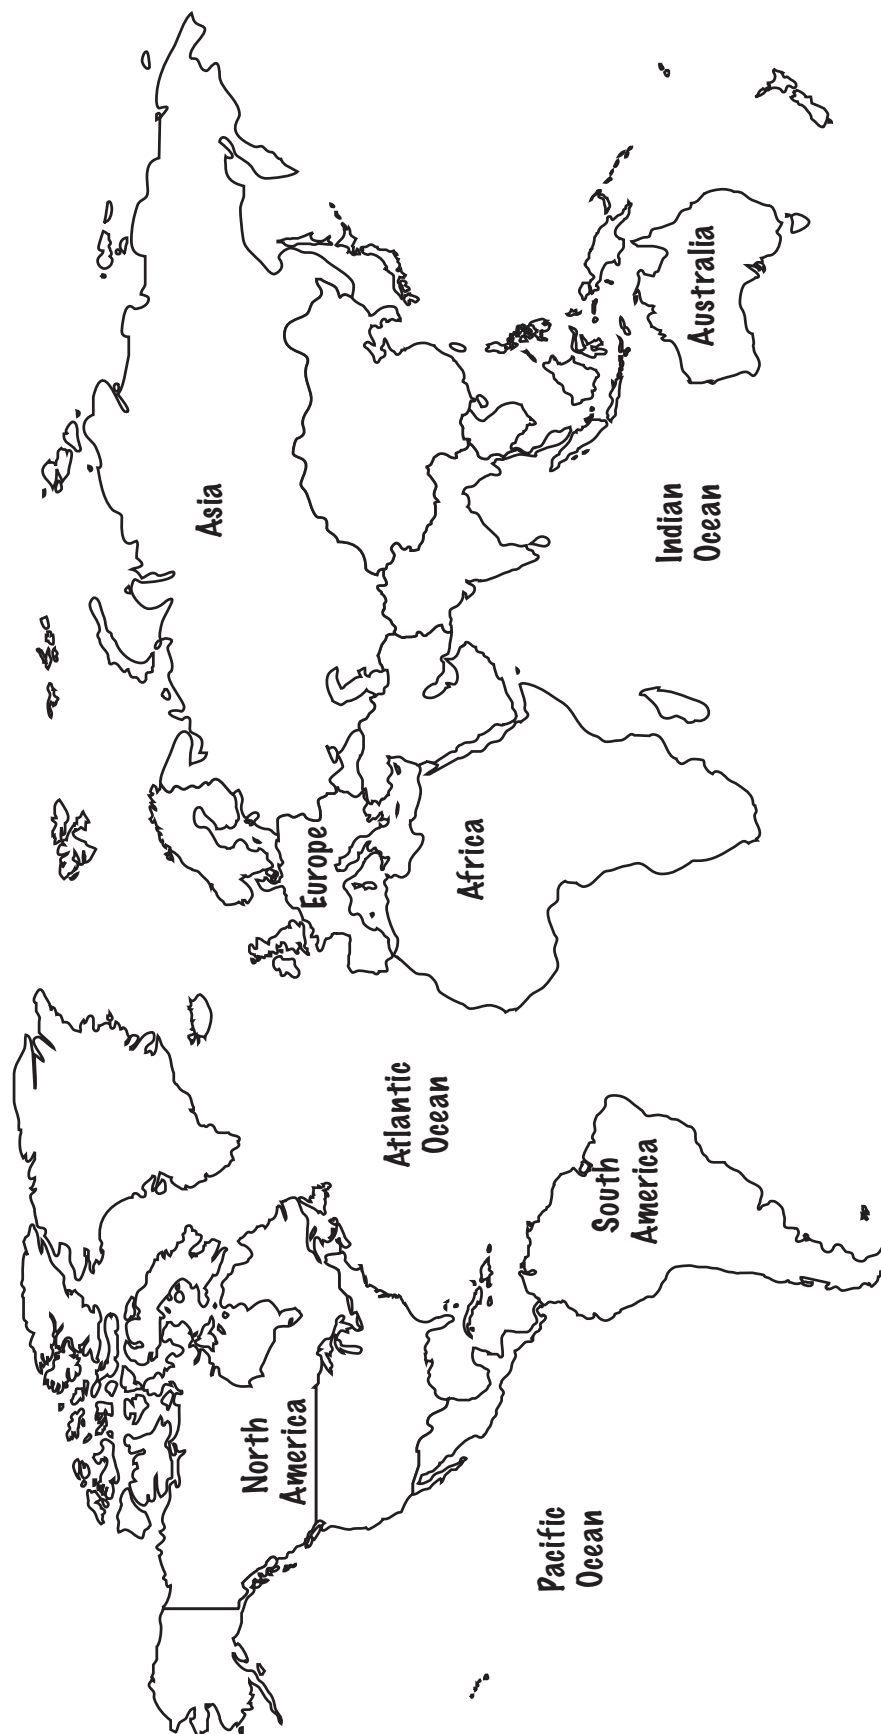 North
America
Atlantic
Ocean
Europe
Asia
Africa
Pacific
Ocean
South
America
Indian
Ocean
Australia